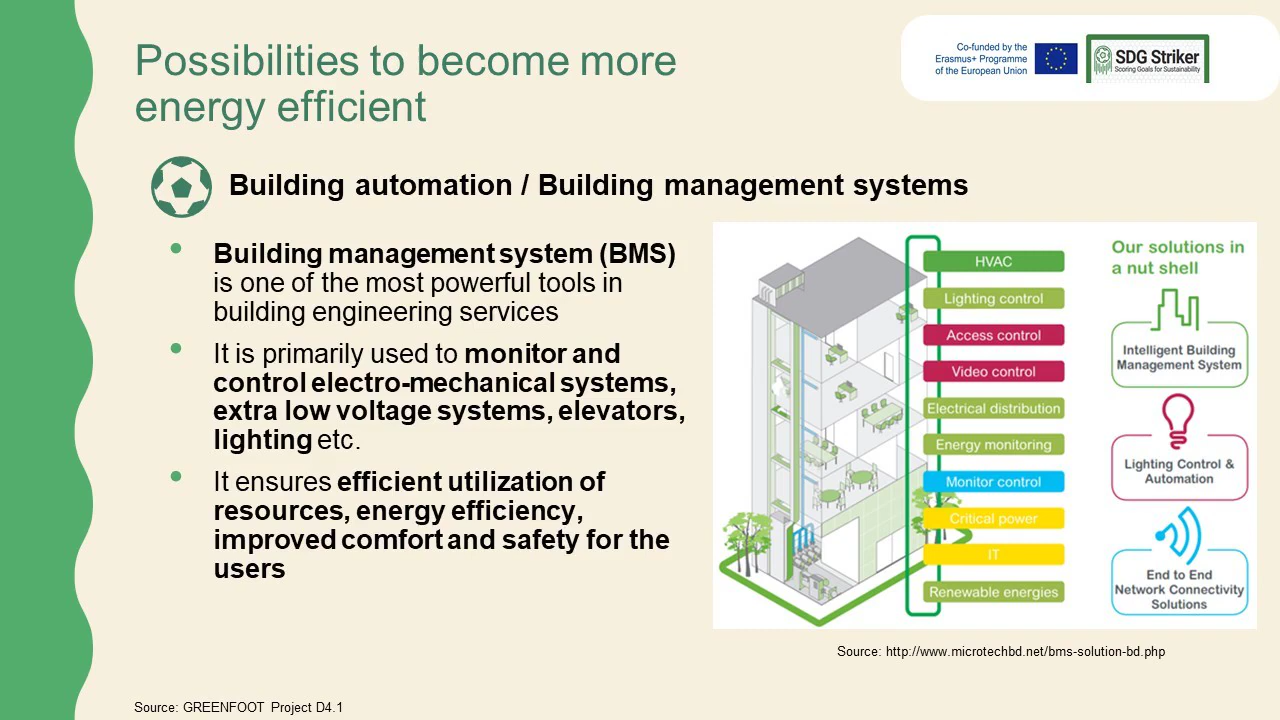 Possibilities to become more
energy efficient
Co-funded by the
Erasmus+ Programme
of the European Union
SDG Striker
Scoring Goals for Sustainability
Building automation / Building management systems
Building management system (BMS)
is one of the most powerful tools in
building engineering services
It is primarily used to monitor and
control electro-mechanical systems,
extra low voltage systems, elevators,
lighting etc.
It ensures efficient utilization of
resources, energy efficiency,
improved comfort and safety for the
users
HVAC
Lighting control
Access control
Video control
Electrical distribution
Energy monitoring
Monitor control
Critical power
IT
Renewable energies
Our solutions in
a nut shell
Intelligent Building
Management System
Lighting Control &
Automation
End to End
Network Connectivity
Solutions
Source: http://www.microtechbd.net/bms-solution-bd.php
Source: GREENFOOT Project D4.1